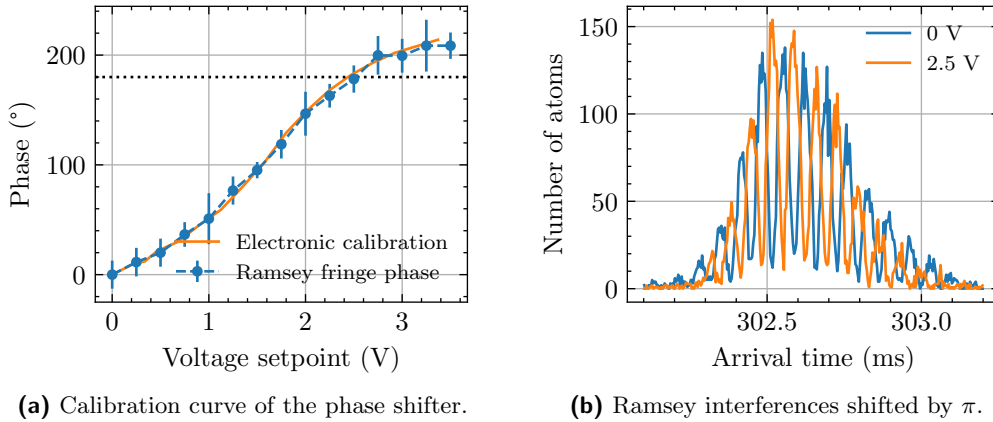 200
100
0
Phase (°)
Electronic calibration
Ramsey fringe phase
0 1 2 3
Voltage setpoint (V)
(a) Calibration curve of the phase shifter.
150
100
50
0
Number of atoms
0 V
2.5 V
302.5 303.0
Arrival time (ms)
(b) Ramsey interferences shifted by π.